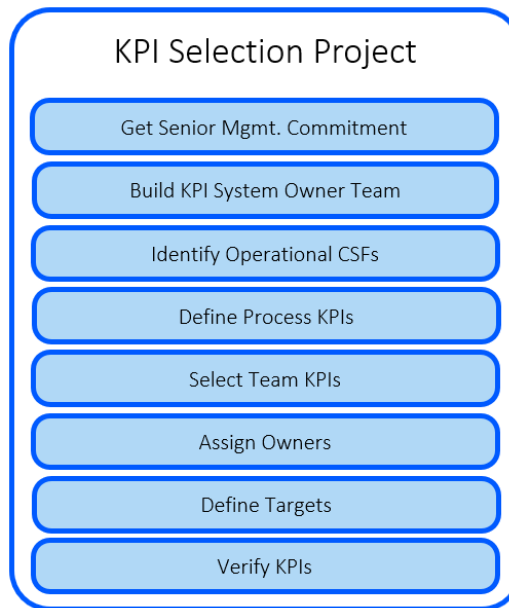 KPI Selection Project
Get Senior Mgmt. Commitment
Build KPI System Owner Team
Identify Operational CSFs
Define Process KPIs
Select Team KPIs
Assign Owners
Define Targets
Verify KPIs